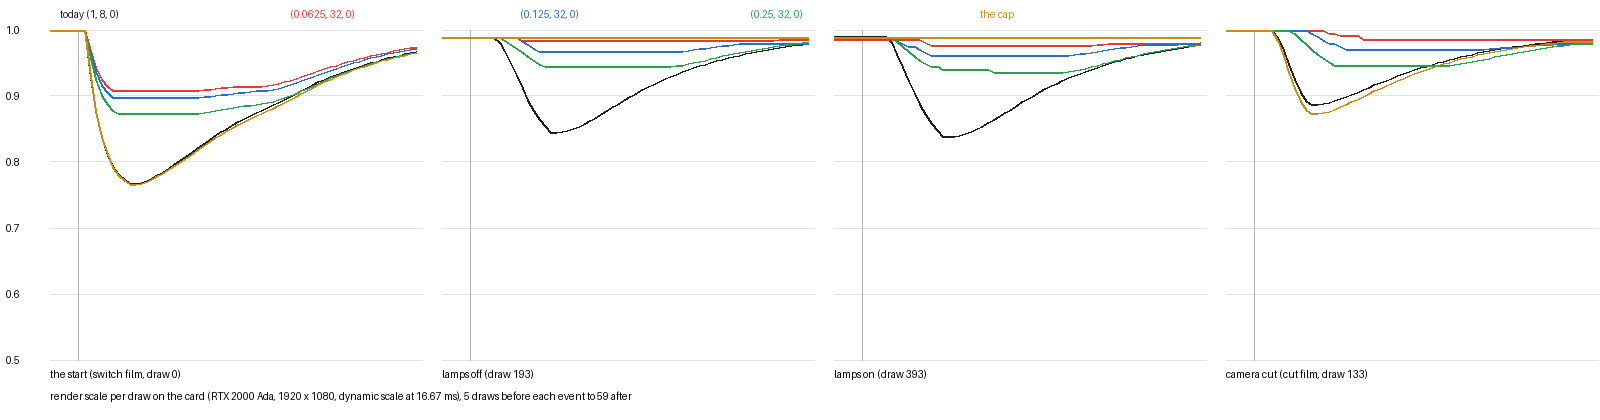 today (1, 8, 0) (0.0625, 32, 0) (0.125, 32, 0) (0.25, 32, 0) the cap
1.0
0.9
0.8
0.7
0.6
0.5
the start (switch film, draw 0) lamps off (draw 193) lamps on (draw 393) camera cut (cut film, draw 133)
render scale per draw on the card (RTX 2000 Ada, 1920 x 1080, dynamic scale at 16.67 ms), 5 draws before each event to 59 after